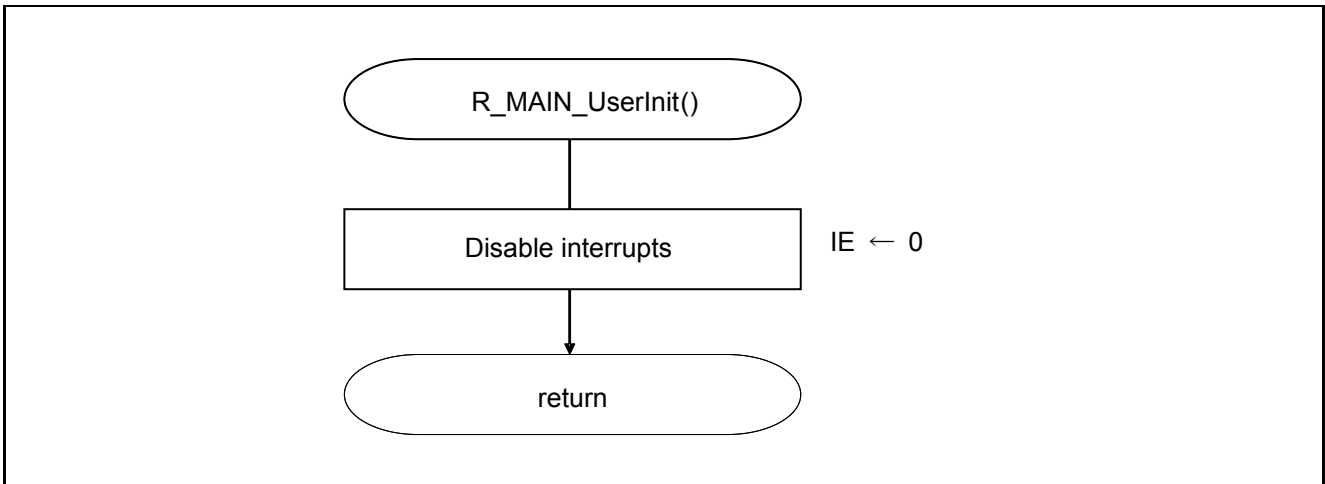 R_MAIN_UserInit()
Disable interrupts
IE ← 0
return